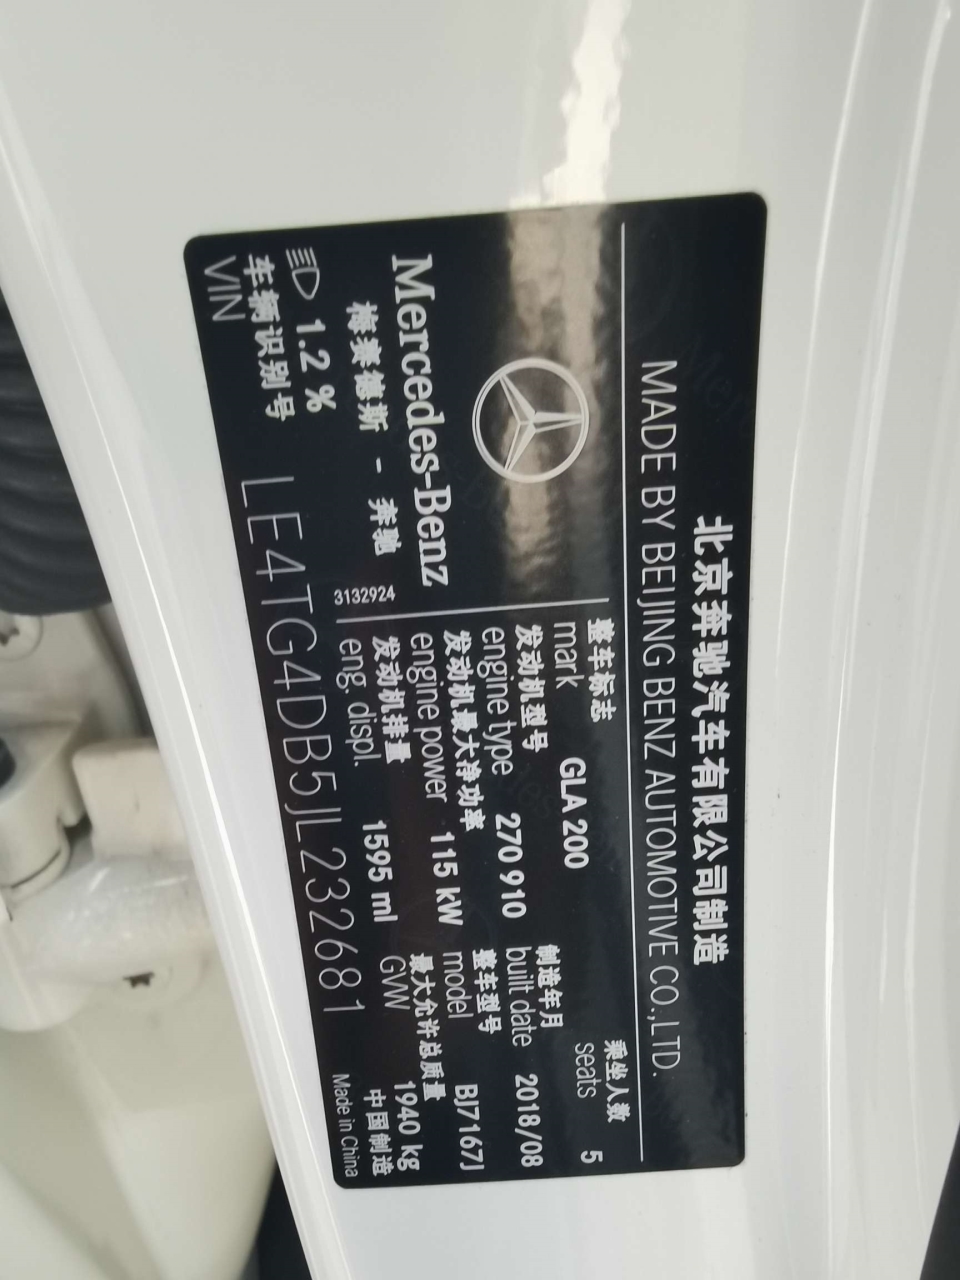 北京奔驰汽车有限公司制造
MADE BY BEIJING BENZ AUTOMOTIVE CO.,LTD.
Mercedes-Benz
梅赛德斯 - 奔驰
3132924
整车标志
mark GLA 200
乘坐人数
seats 5
发动机型号
engine type 270 910
制造年月
built date 2018/08
发动机最大净功率
engine power 115 kW
整车型号
model BJ7167J
发动机排量
eng. displ. 1595 ml
最大允许总质量
GVW 1940 kg
1.2 %
中国制造
Made in China
车辆识别号
VIN LE4TG4DB5JL232681